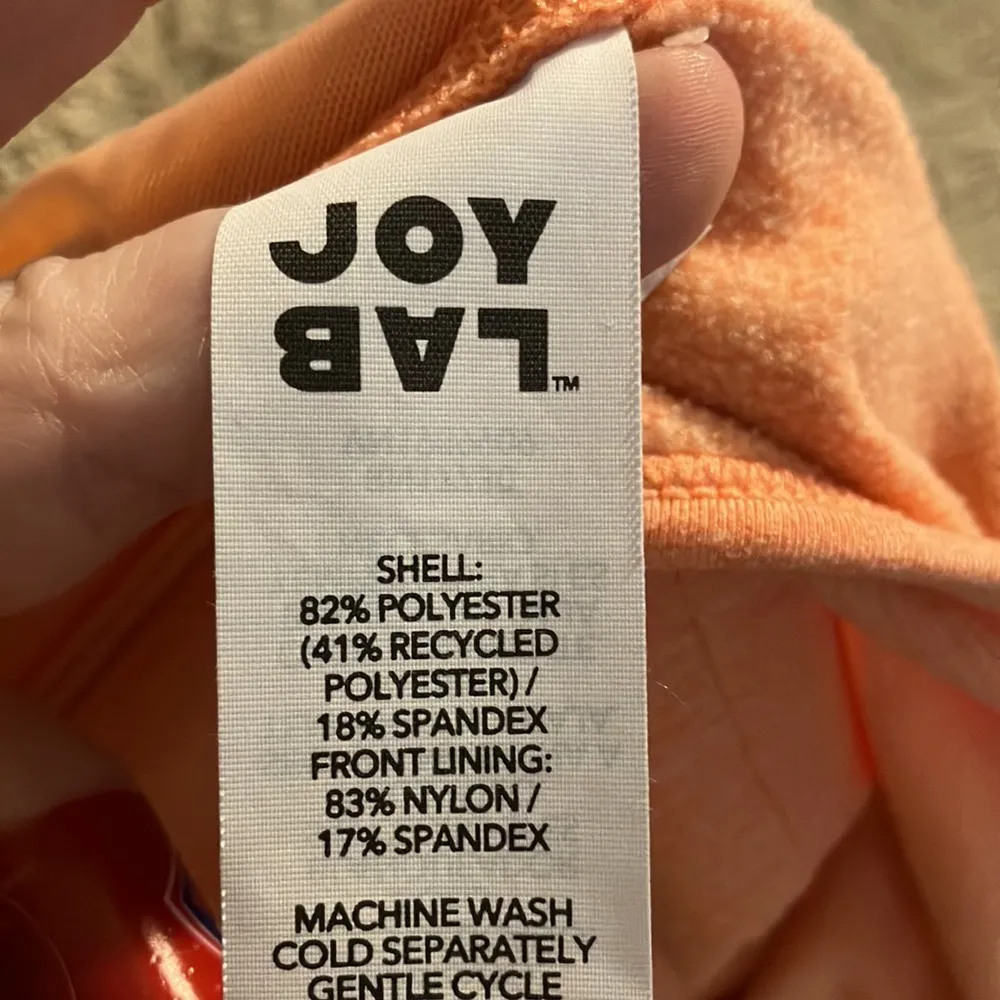 JOY
LAB™
SHELL:
82% POLYESTER
(41% RECYCLED
POLYESTER) /
18% SPANDEX
FRONT LINING:
83% NYLON /
17% SPANDEX
MACHINE WASH
COLD SEPARATELY
GENTLE CYCLE